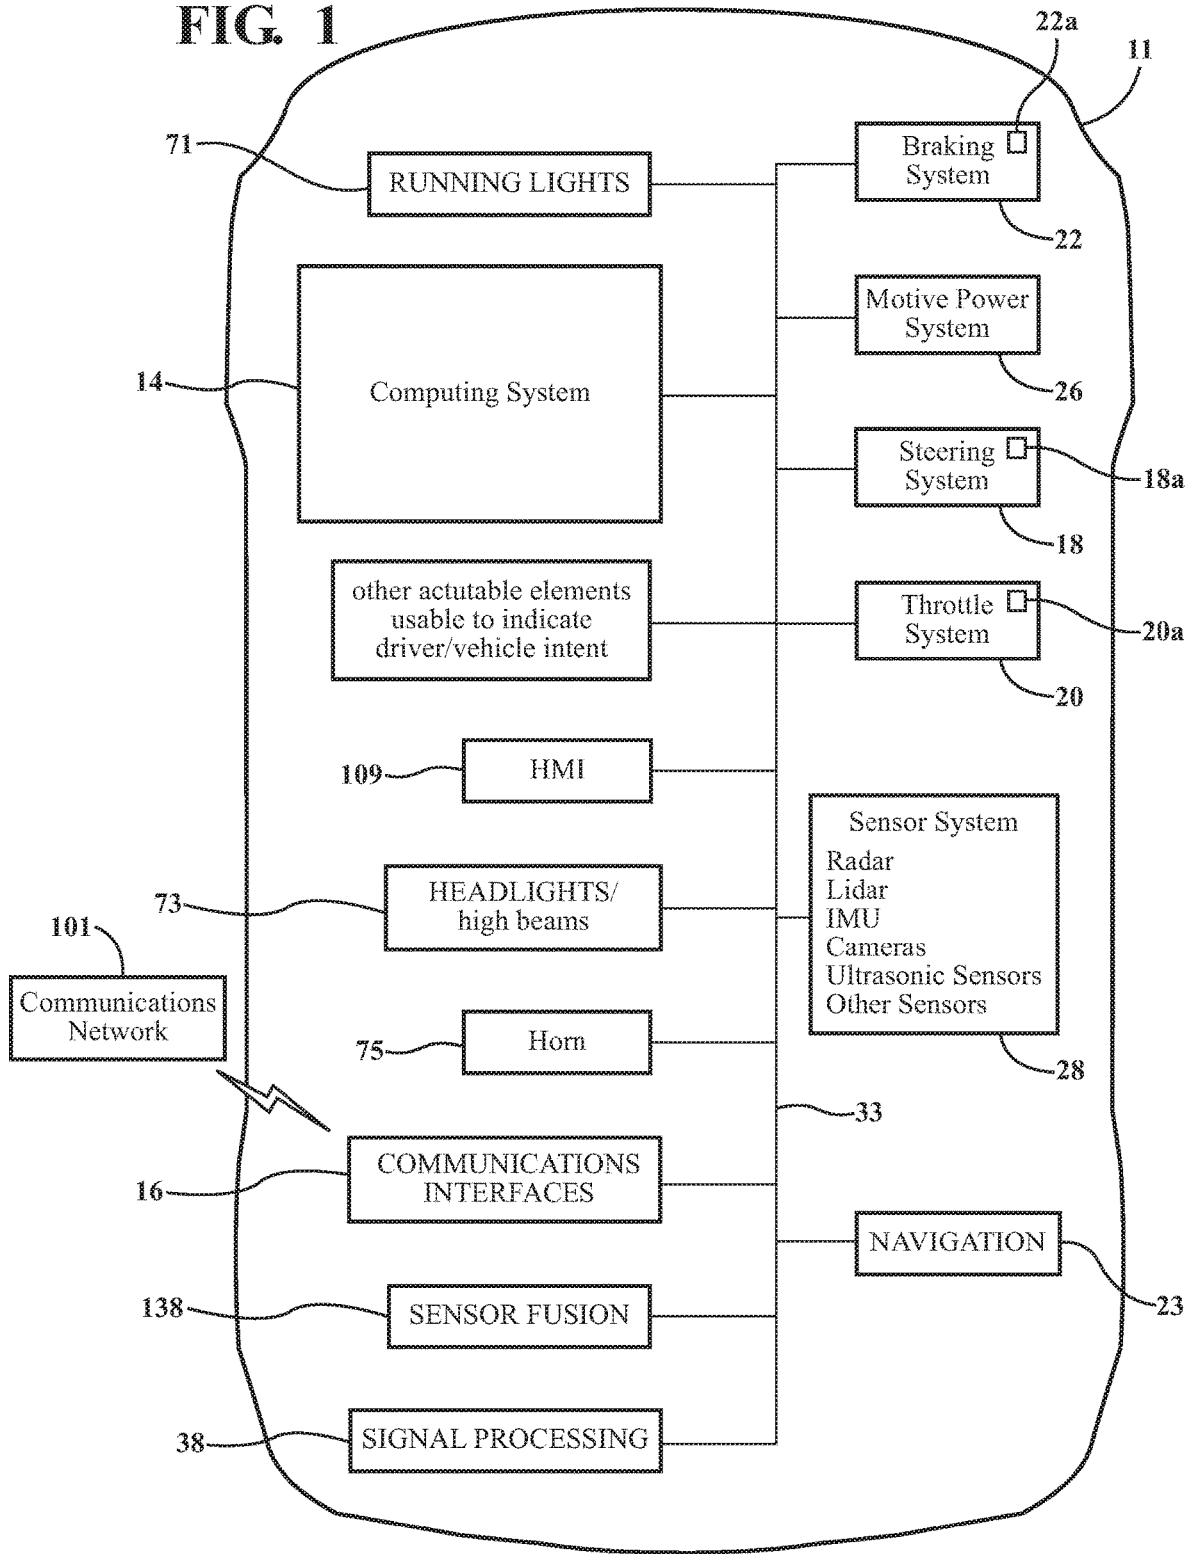 FIG. 1
22a
11
71
RUNNING LIGHTS
Braking
System
22
14
Computing System
Motive Power
System
26
Steering
System
18a
18
other actutable elements
usable to indicate
driver/vehicle intent
Throttle
System
20a
20
109
HMI
Sensor System
Radar
Lidar
IMU
Cameras
Ultrasonic Sensors
Other Sensors
28
73
HEADLIGHTS/
high beams
101
Communications
Network
75
Horn
33
16
COMMUNICATIONS
INTERFACES
NAVIGATION
23
138
SENSOR FUSION
38
SIGNAL PROCESSING